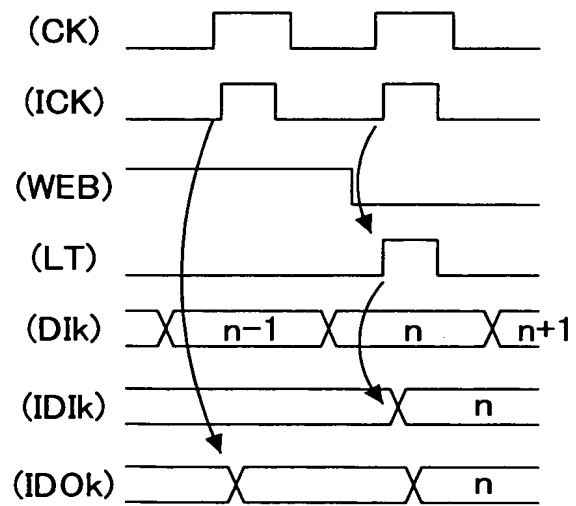 (CK)
(ICK)
(WEB)
(LT)
(DIk) n-1 n n+1
(IDIk) n
(IDOk) n